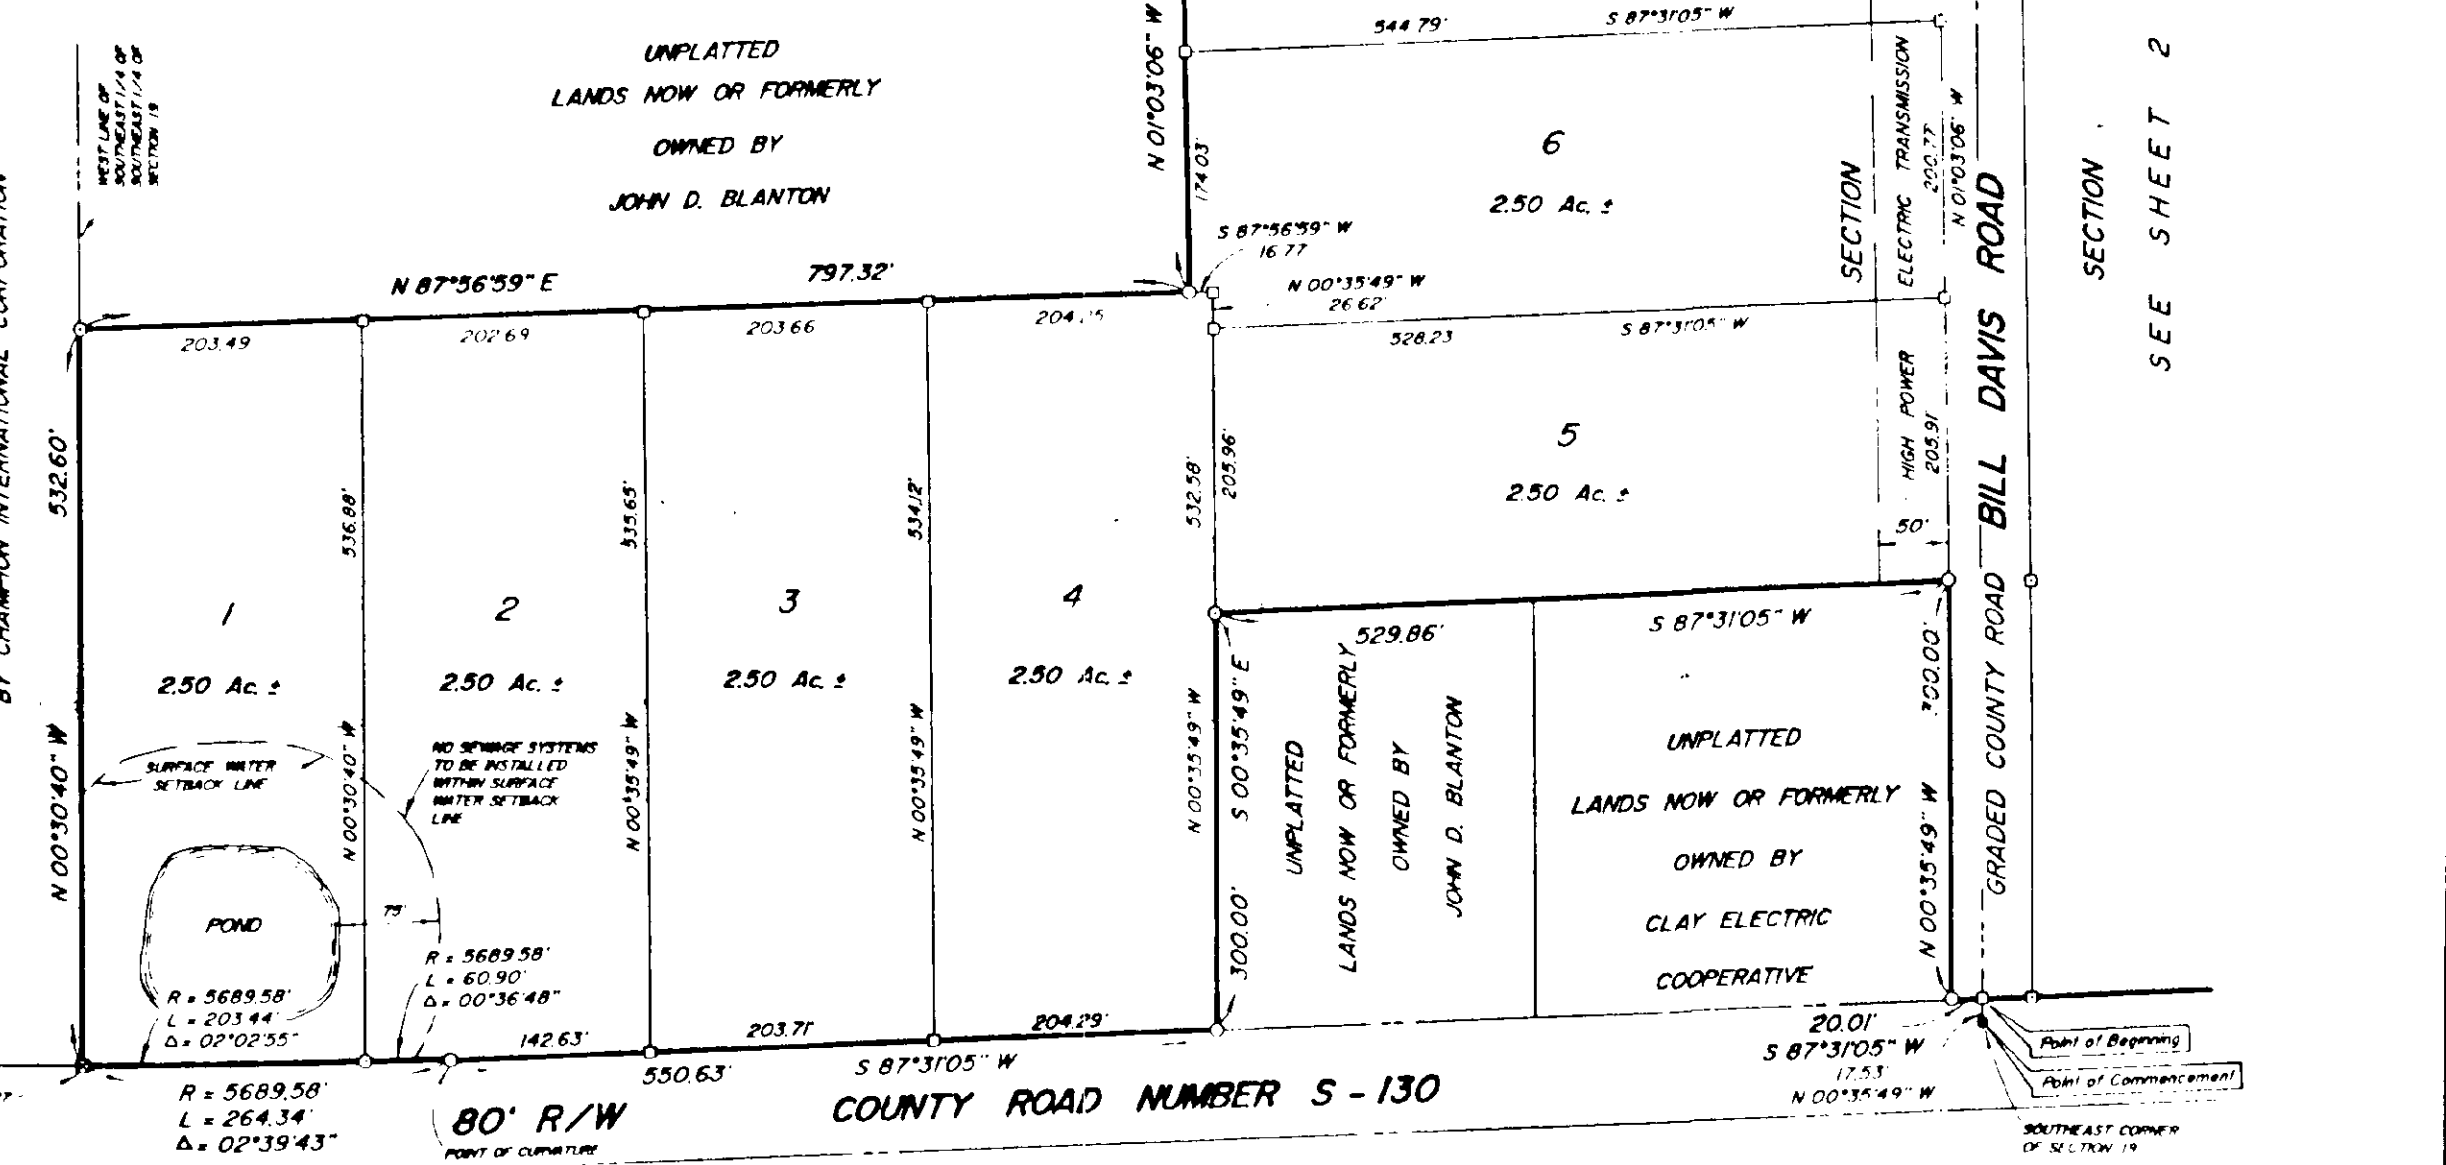 BY CHAMPION INTERNATIONAL CORPORATION
WEST LINE OF
SOUTHEAST 1/4 OF
SOUTHEAST 1/4 OF
SECTION 19
UNPLATTED
LANDS NOW OR FORMERLY
OWNED BY
JOHN D. BLANTON
N 01°03'06" W
174.03'
544.79'
S 87°31'05" W
6
2.50 Ac. ±
S 87°56'59" W
16.77
N 00°35'49" W
26.62'
SECTION
ELECTRIC TRANSMISSION
200.77'
N 01°03'06" W
BILL DAVIS ROAD
SECTION
SEE SHEET 2
N 87°56'59" E
797.32'
203.49
202.69
203.66
528.23
S 87°31'05" W
532.60'
N 00°30'40" W
536.88'
N 00°30'40" W
535.65'
N 00°35'49" W
534.12'
N 00°35'49" W
532.58'
N 00°35'49" W
205.96'
5
2.50 Ac. ±
HIGH POWER
205.91'
50'
1
2.50 Ac. ±
2
2.50 Ac. ±
3
2.50 Ac. ±
4
2.50 Ac. ±
529.86'
S 87°31'05" W
S 00°35'49" E
300.00'
UNPLATTED
LANDS NOW OR FORMERLY
OWNED BY
JOHN D. BLANTON
UNPLATTED
LANDS NOW OR FORMERLY
OWNED BY
CLAY ELECTRIC
COOPERATIVE
N 00°35'49" W
GRADED COUNTY ROAD
SURFACE WATER
SETBACK LINE
NO SEWAGE SYSTEMS
TO BE INSTALLED
WITHIN SURFACE
WATER SETBACK
LINE
POND
75'
R = 5689.58'
L = 203.44'
Δ = 02°02'55"
R = 5689.58'
L = 60.90'
Δ = 00°36'48"
142.63'
203.71'
204.29'
550.63'
S 87°31'05" W
R = 5689.58'
L = 264.34'
Δ = 02°39'43"
80' R/W
POINT OF CURVATURE
COUNTY ROAD NUMBER S - 130
20.01'
S 87°31'05" W
17.53'
N 00°35'49" W
Point of Beginning
Point of Commencement
SOUTHEAST CORNER
OF SECTION 19